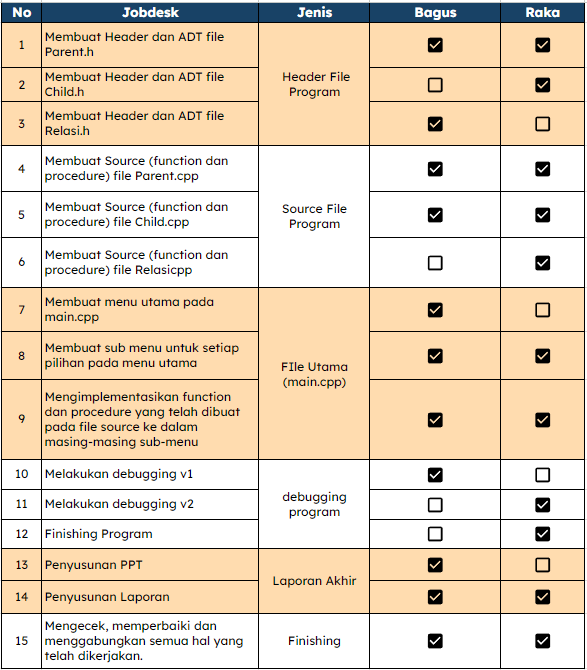 No Jobdesk Jenis Bagus Raka
1 Membuat Header dan ADT file
Parent.h
2 Membuat Header dan ADT file
Child.h
Header File
Program
3 Membuat Header dan ADT file
Relasi.h
4 Membuat Source (function dan
procedure) file Parent.cpp
5 Membuat Source (function dan
procedure) file Child.cpp
Source File
Program
6 Membuat Source (function dan
procedure) file Relasicpp
7 Membuat menu utama pada
main.cpp
8 Membuat sub menu untuk setiap
pilihan pada menu utama
FIle Utama
(main.cpp)
9 Mengimplementasikan function
dan procedure yang telah dibuat
pada file source ke dalam
masing-masing sub-menu
10 Melakukan debugging v1
11 Melakukan debugging v2
debugging
program
12 Finishing Program
13 Penyusunan PPT
Laporan Akhir
14 Penyusunan Laporan
15 Mengecek, memperbaiki dan
menggabungkan semua hal yang
telah dikerjakan.
Finishing